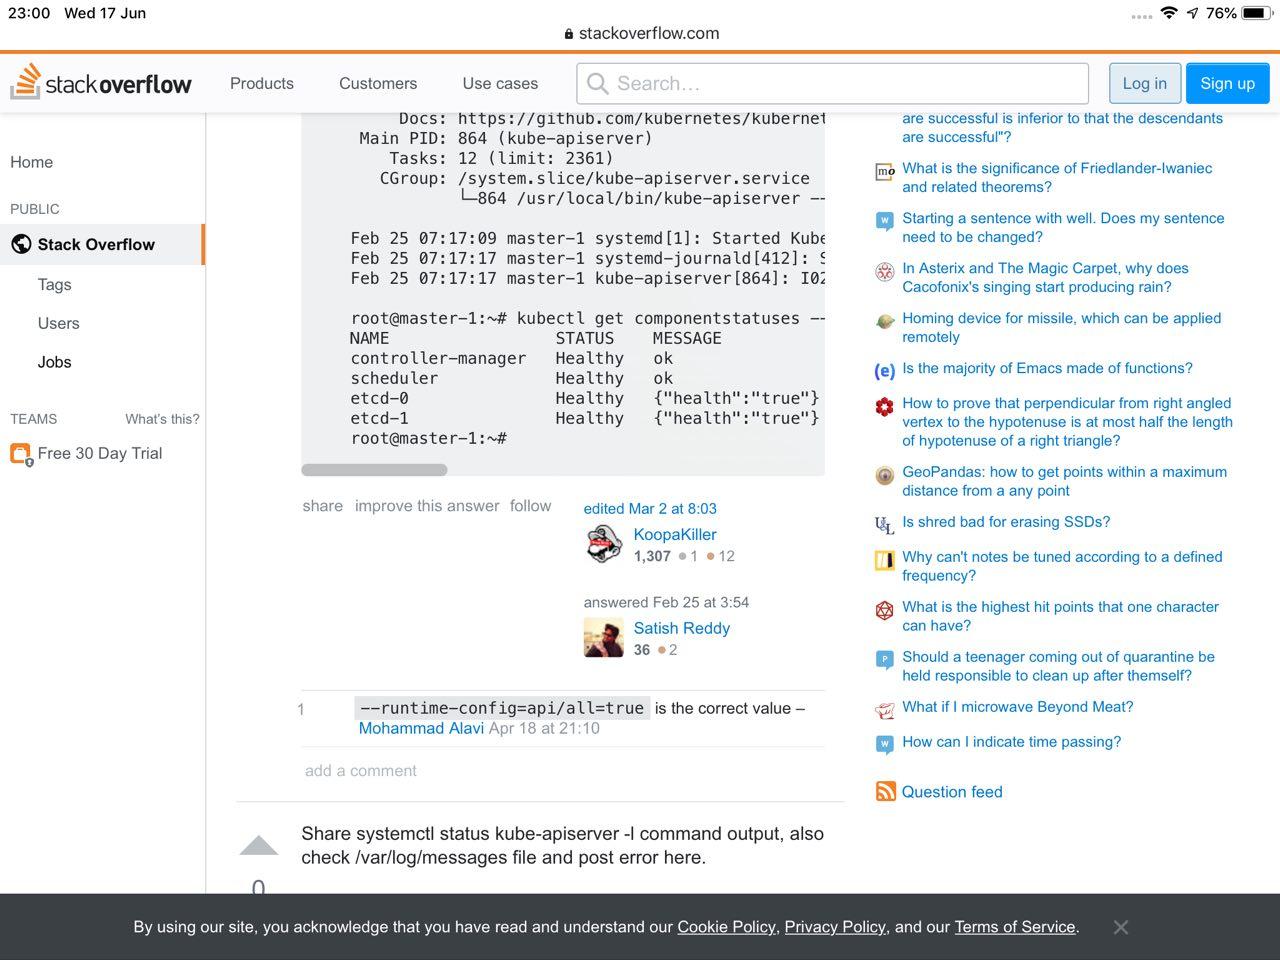 23:00 Wed 17 Jun
76%
stackoverflow.com
stackoverflow
Products
Customers
Use cases
Search…
Log in
Sign up
Home
PUBLIC
Stack Overflow
Tags
Users
Jobs
TEAMS
What's this?
Free 30 Day Trial
Docs: https://github.com/kubernetes/kubernet
Main PID: 864 (kube-apiserver)
Tasks: 12 (limit: 2361)
CGroup: /system.slice/kube-apiserver.service
└─864 /usr/local/bin/kube-apiserver --
Feb 25 07:17:09 master-1 systemd[1]: Started Kube
Feb 25 07:17:17 master-1 systemd-journald[412]: S
Feb 25 07:17:17 master-1 kube-apiserver[864]: I02
root@master-1:~# kubectl get componentstatuses --
NAME STATUS MESSAGE
controller-manager Healthy ok
scheduler Healthy ok
etcd-0 Healthy {"health":"true"}
etcd-1 Healthy {"health":"true"}
root@master-1:~#
share improve this answer follow
edited Mar 2 at 8:03
KoopaKiller
1,307 ●1 ●12
answered Feb 25 at 3:54
Satish Reddy
36 ●2
1
--runtime-config=api/all=true is the correct value –
Mohammad Alavi Apr 18 at 21:10
add a comment
Share systemctl status kube-apiserver -l command output, also
check /var/log/messages file and post error here.
0
are successful is inferior to that the descendants
are successful"?
What is the significance of Friedlander-Iwaniec
and related theorems?
Starting a sentence with well. Does my sentence
need to be changed?
In Asterix and The Magic Carpet, why does
Cacofonix's singing start producing rain?
Homing device for missile, which can be applied
remotely
Is the majority of Emacs made of functions?
How to prove that perpendicular from right angled
vertex to the hypotenuse is at most half the length
of hypotenuse of a right triangle?
GeoPandas: how to get points within a maximum
distance from a any point
Is shred bad for erasing SSDs?
Why can't notes be tuned according to a defined
frequency?
What is the highest hit points that one character
can have?
Should a teenager coming out of quarantine be
held responsible to clean up after themself?
What if I microwave Beyond Meat?
How can I indicate time passing?
Question feed
By using our site, you acknowledge that you have read and understand our Cookie Policy, Privacy Policy, and our Terms of Service.